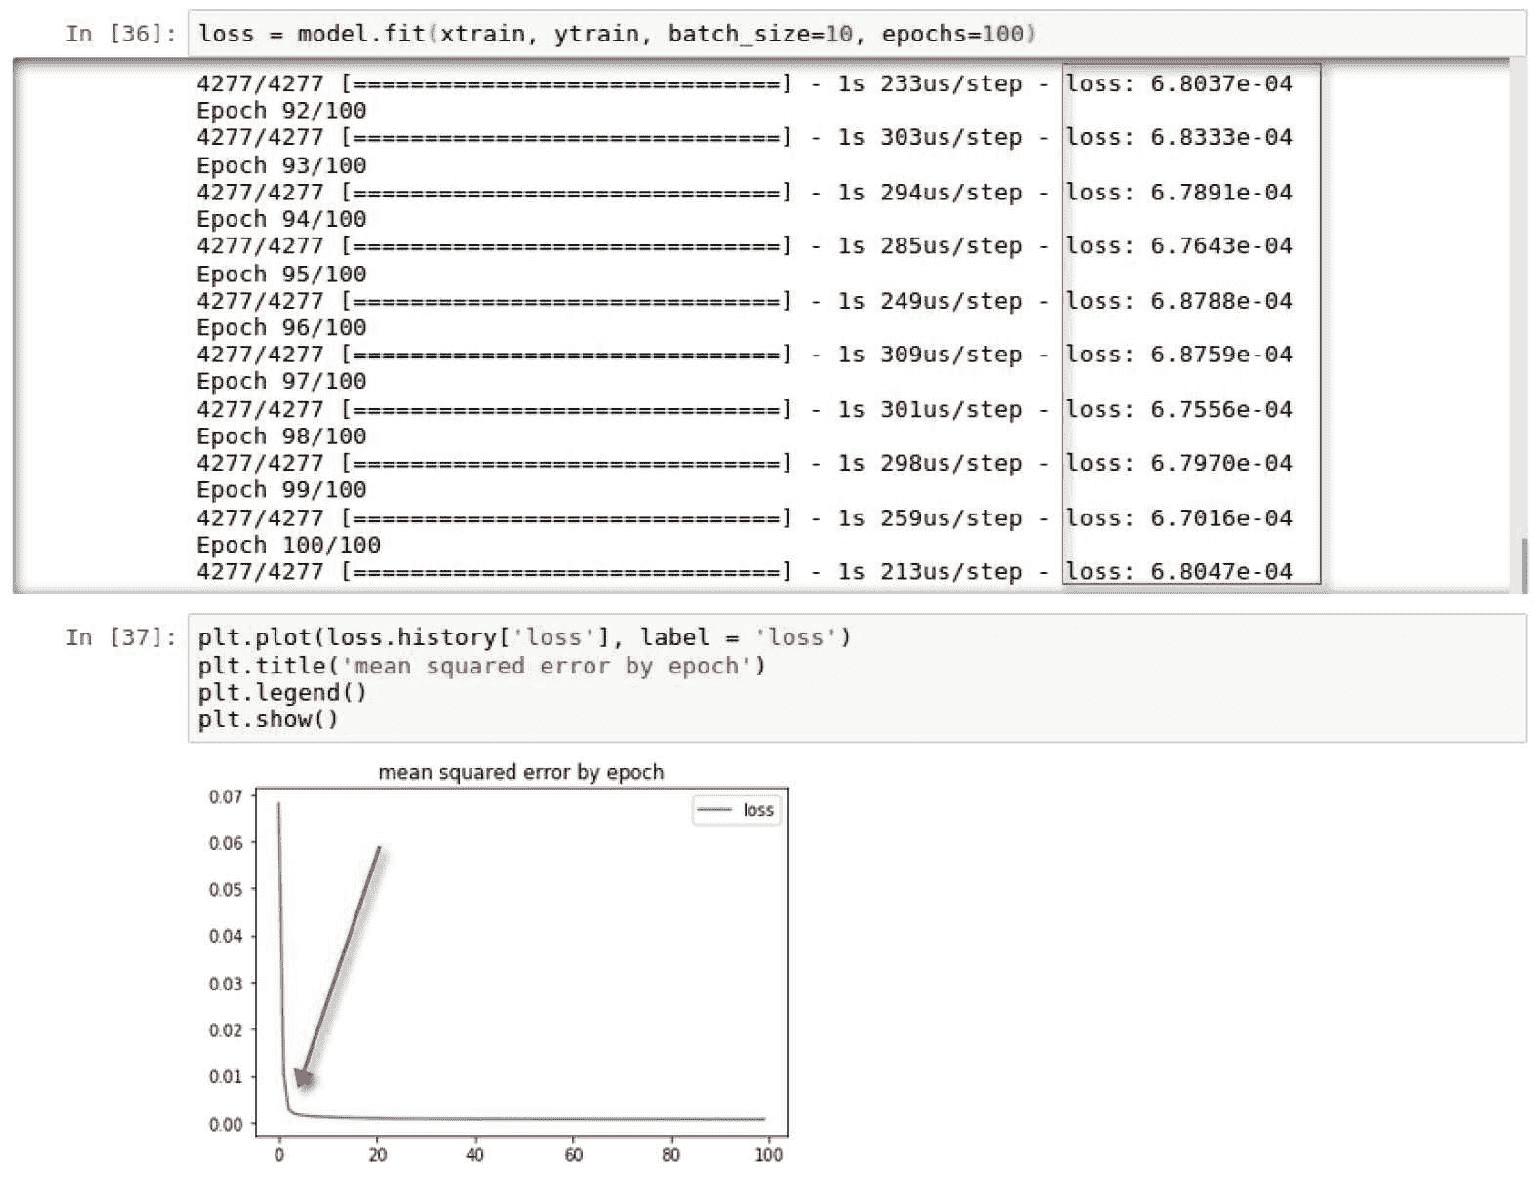 In [36]: loss = model.fit(xtrain, ytrain, batch_size=10, epochs=100)
4277/4277 [==============================] - 1s 233us/step - loss: 6.8037e-04
Epoch 92/100
4277/4277 [==============================] - 1s 303us/step - loss: 6.8333e-04
Epoch 93/100
4277/4277 [==============================] - 1s 294us/step - loss: 6.7891e-04
Epoch 94/100
4277/4277 [==============================] - 1s 285us/step - loss: 6.7643e-04
Epoch 95/100
4277/4277 [==============================] - 1s 249us/step - loss: 6.8788e-04
Epoch 96/100
4277/4277 [==============================] - 1s 309us/step - loss: 6.8759e-04
Epoch 97/100
4277/4277 [==============================] - 1s 301us/step - loss: 6.7556e-04
Epoch 98/100
4277/4277 [==============================] - 1s 298us/step - loss: 6.7970e-04
Epoch 99/100
4277/4277 [==============================] - 1s 259us/step - loss: 6.7016e-04
Epoch 100/100
4277/4277 [==============================] - 1s 213us/step - loss: 6.8047e-04
In [37]: plt.plot(loss.history['loss'], label = 'loss')
plt.title('mean squared error by epoch')
plt.legend()
plt.show()
mean squared error by epoch
loss
0.07
0.06
0.05
0.04
0.03
0.02
0.01
0.00
0 20 40 60 80 100